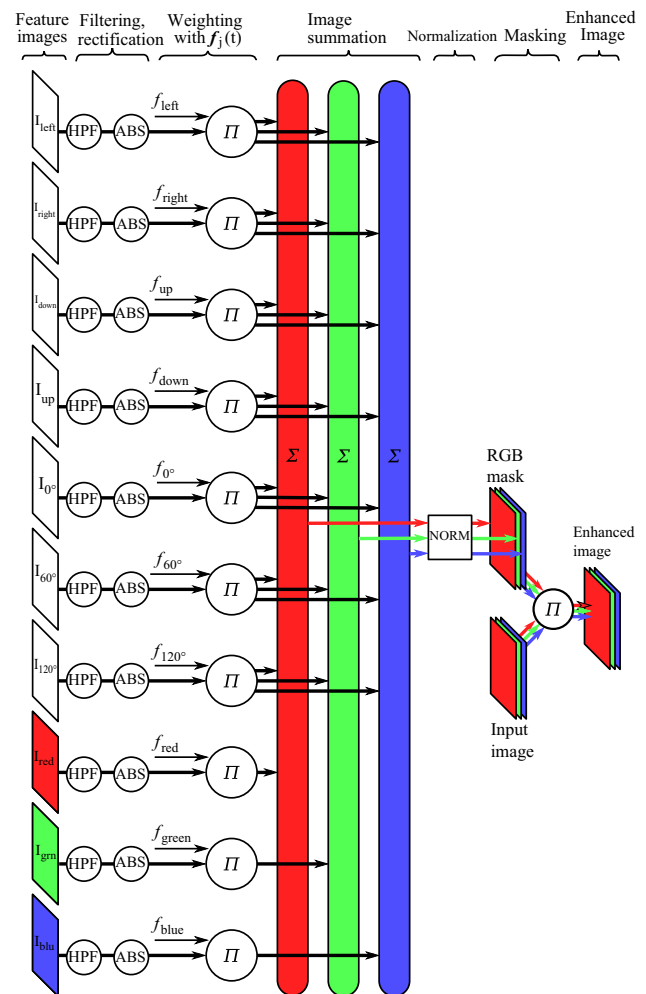 Feature images
Filtering, rectification
Weighting with f_j(t)
Image summation
Normalization
Masking
Enhanced Image
I_left HPF ABS f_left Π
I_right HPF ABS f_right Π
I_down HPF ABS f_up Π
I_up HPF ABS f_down Π
Σ Σ Σ
RGB mask
I_0° HPF ABS f_0° Π
NORM
Enhanced image
I_60° HPF ABS f_60° Π
Π
I_120° HPF ABS f_120° Π
Input image
I_red HPF ABS f_red Π
I_grn HPF ABS f_green Π
I_blu HPF ABS f_blue Π